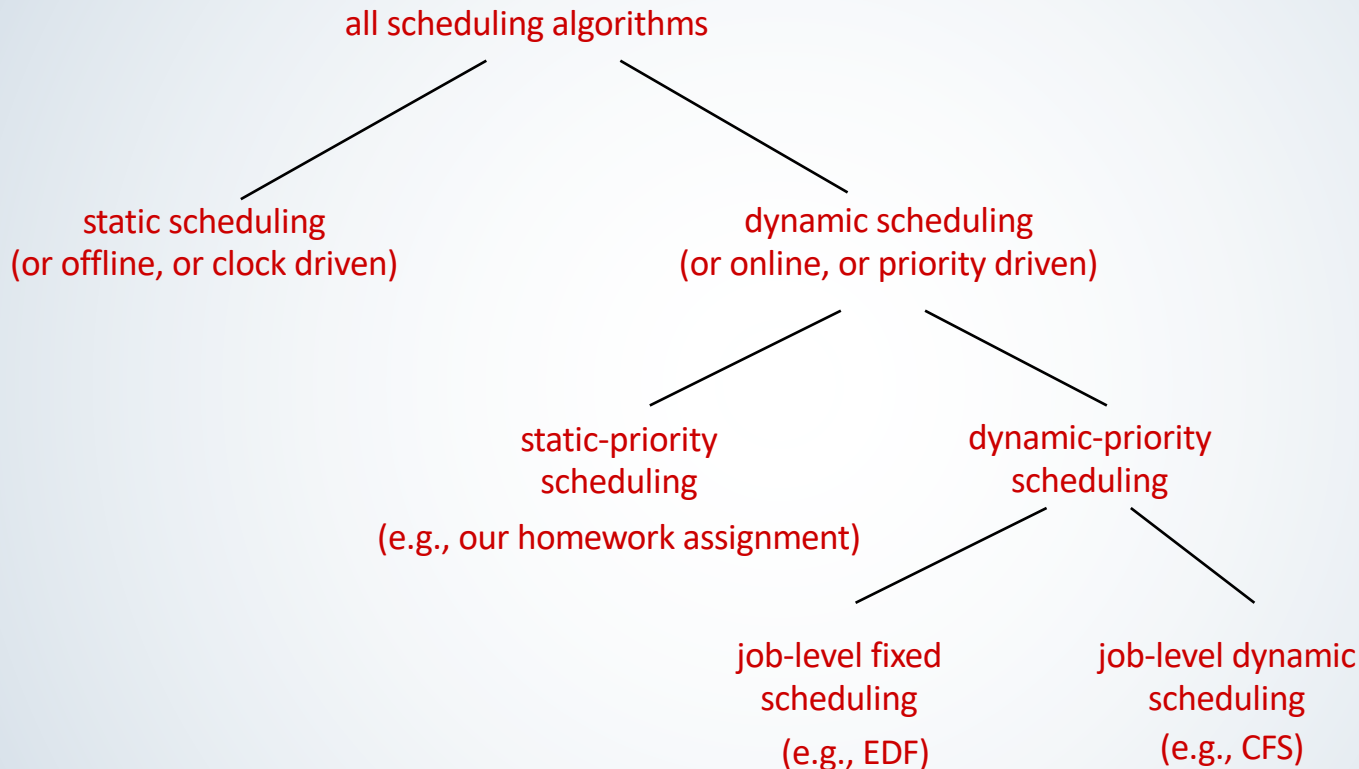 all scheduling algorithms
static scheduling
(or offline, or clock driven)
dynamic scheduling
(or online, or priority driven)
static-priority
scheduling
(e.g., our homework assignment)
dynamic-priority
scheduling
job-level fixed
scheduling
(e.g., EDF)
job-level dynamic
scheduling
(e.g., CFS)